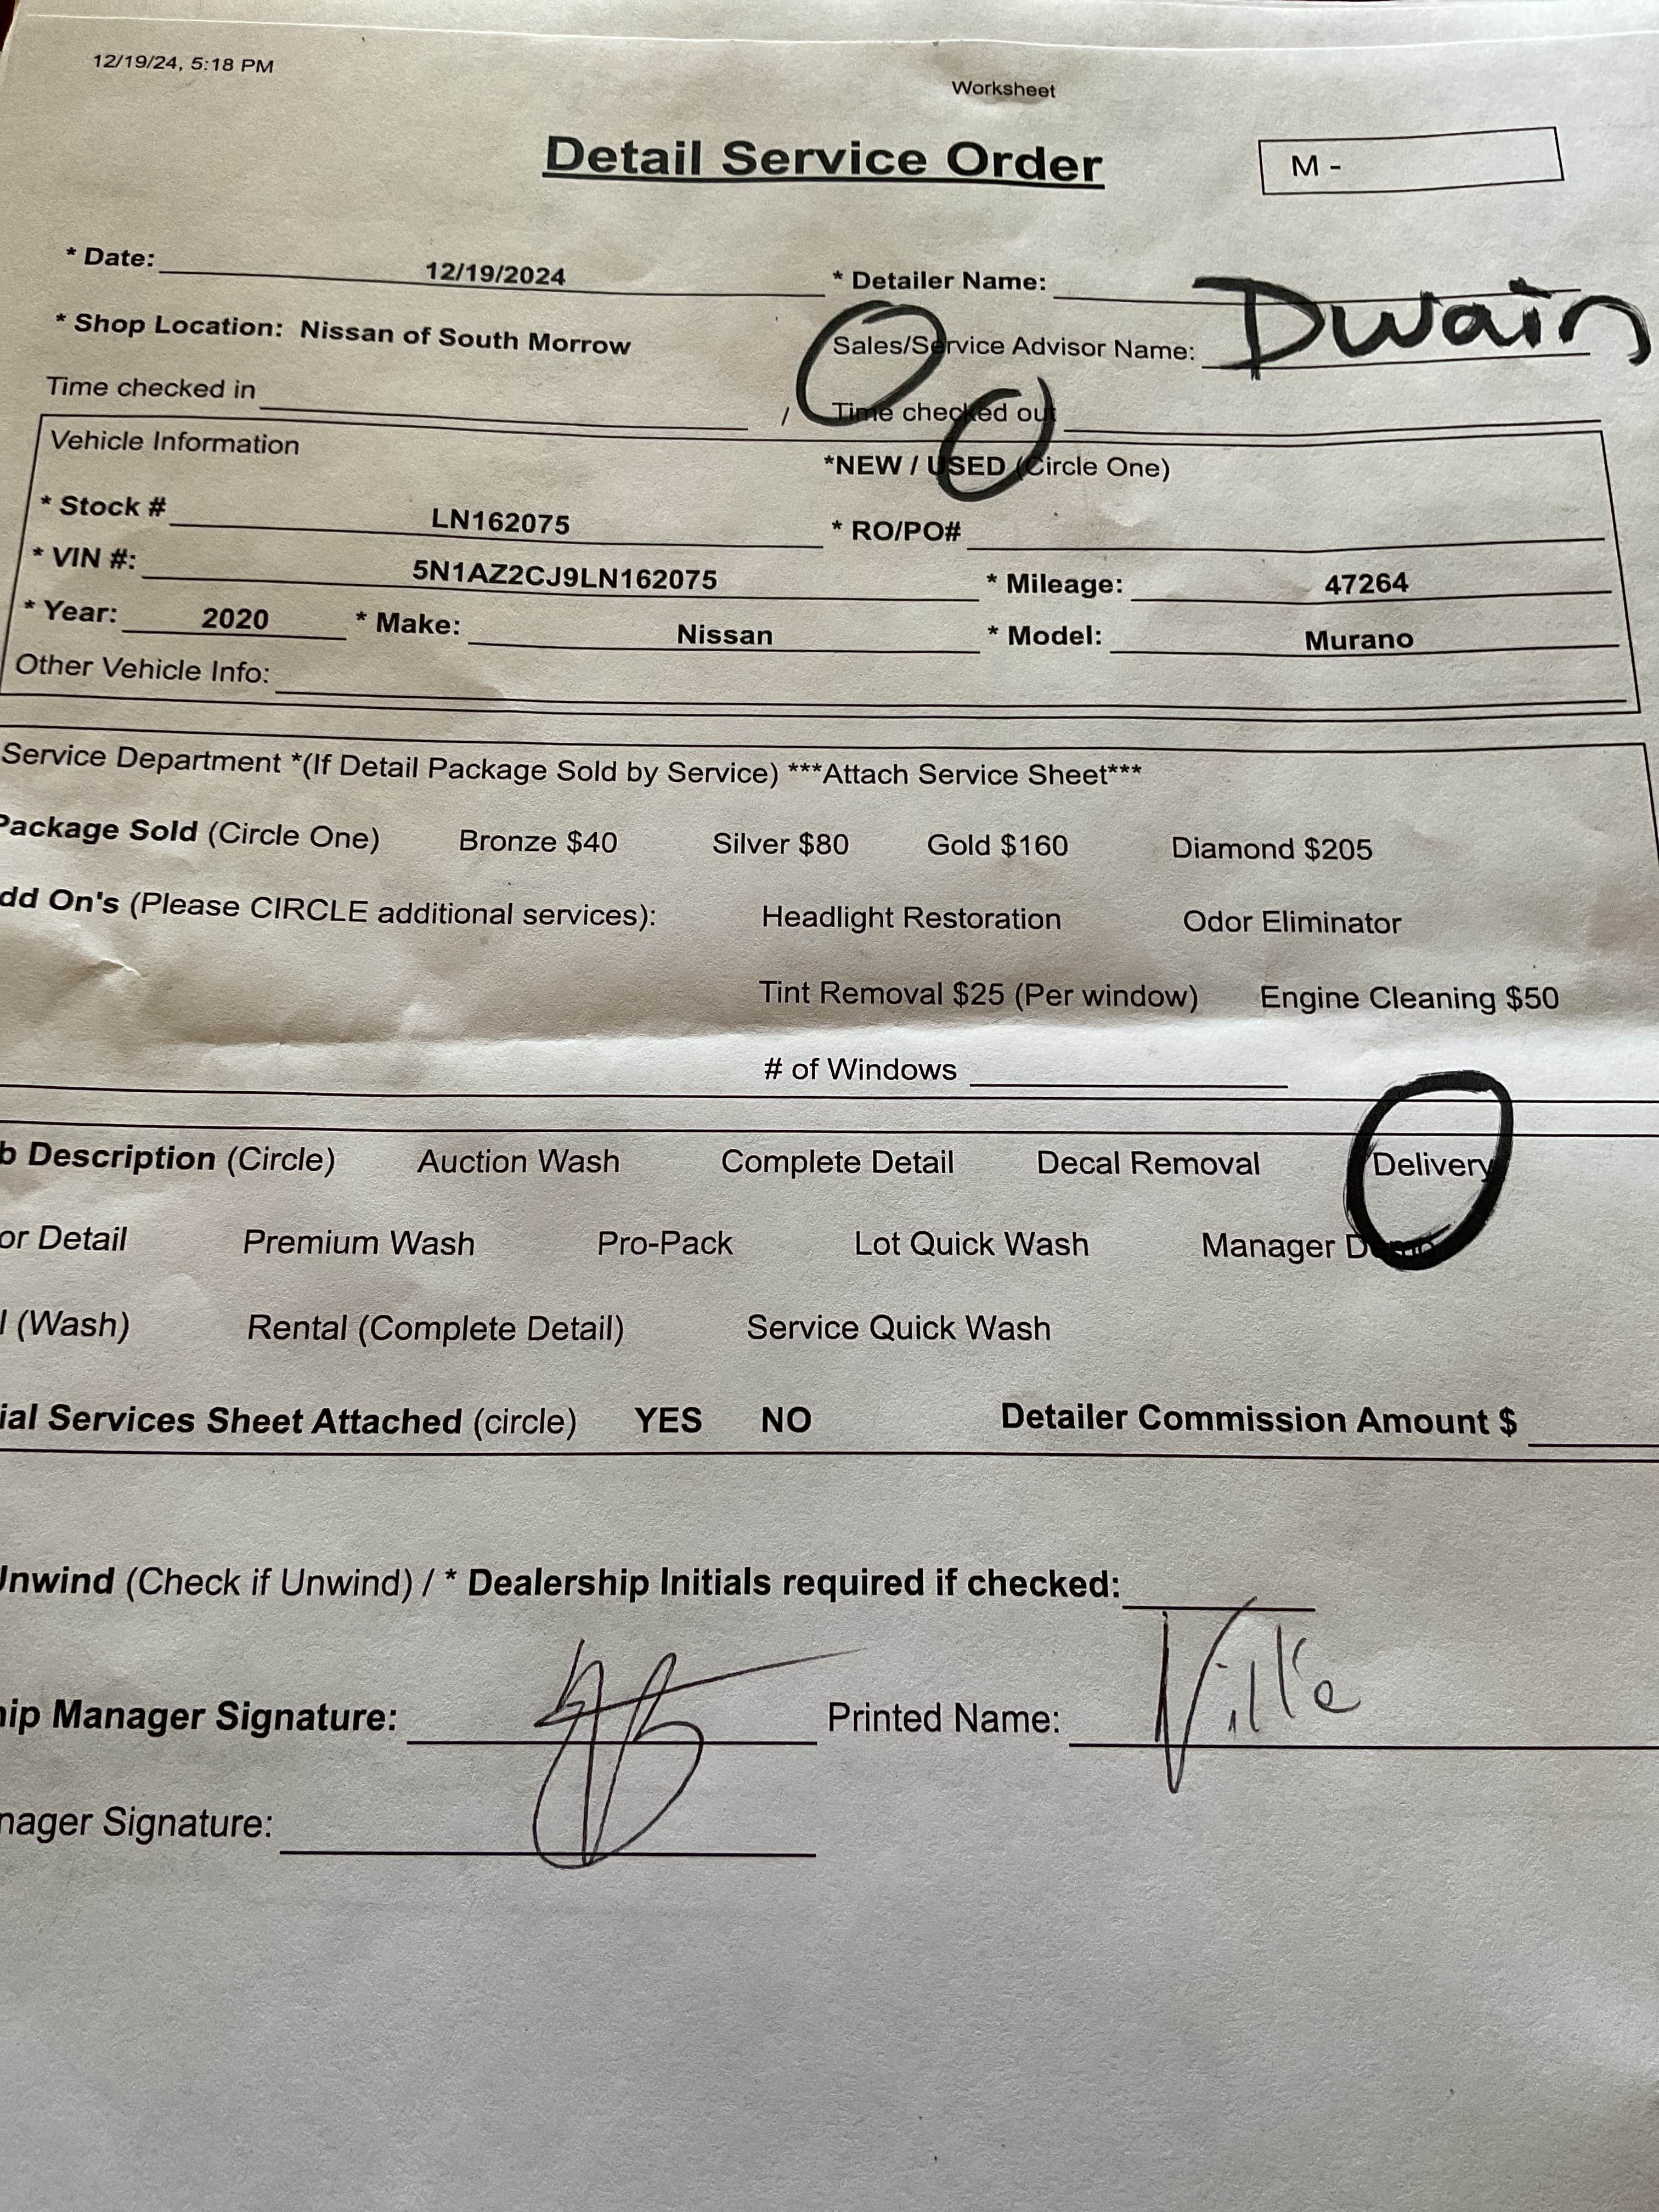 12/19/24, 5:18 PM
Worksheet
Detail Service Order
M -
* Date: 12/19/2024 * Detailer Name:
* Shop Location: Nissan of South Morrow Sales/Service Advisor Name: Dwain
Time checked in / Time checked out
Vehicle Information *NEW / USED (Circle One)
* Stock # LN162075 * RO/PO#
* VIN #: 5N1AZ2CJ9LN162075 * Mileage: 47264
* Year: 2020 * Make: Nissan * Model: Murano
Other Vehicle Info:
Service Department *(If Detail Package Sold by Service) ***Attach Service Sheet***
Package Sold (Circle One) Bronze $40 Silver $80 Gold $160 Diamond $205
dd On's (Please CIRCLE additional services): Headlight Restoration Odor Eliminator
Tint Removal $25 (Per window) Engine Cleaning $50
# of Windows
b Description (Circle) Auction Wash Complete Detail Decal Removal Delivery
or Detail Premium Wash Pro-Pack Lot Quick Wash Manager Demo
l (Wash) Rental (Complete Detail) Service Quick Wash
ial Services Sheet Attached (circle) YES NO Detailer Commission Amount $
Unwind (Check if Unwind) / * Dealership Initials required if checked:
ip Manager Signature: Printed Name:
nager Signature: